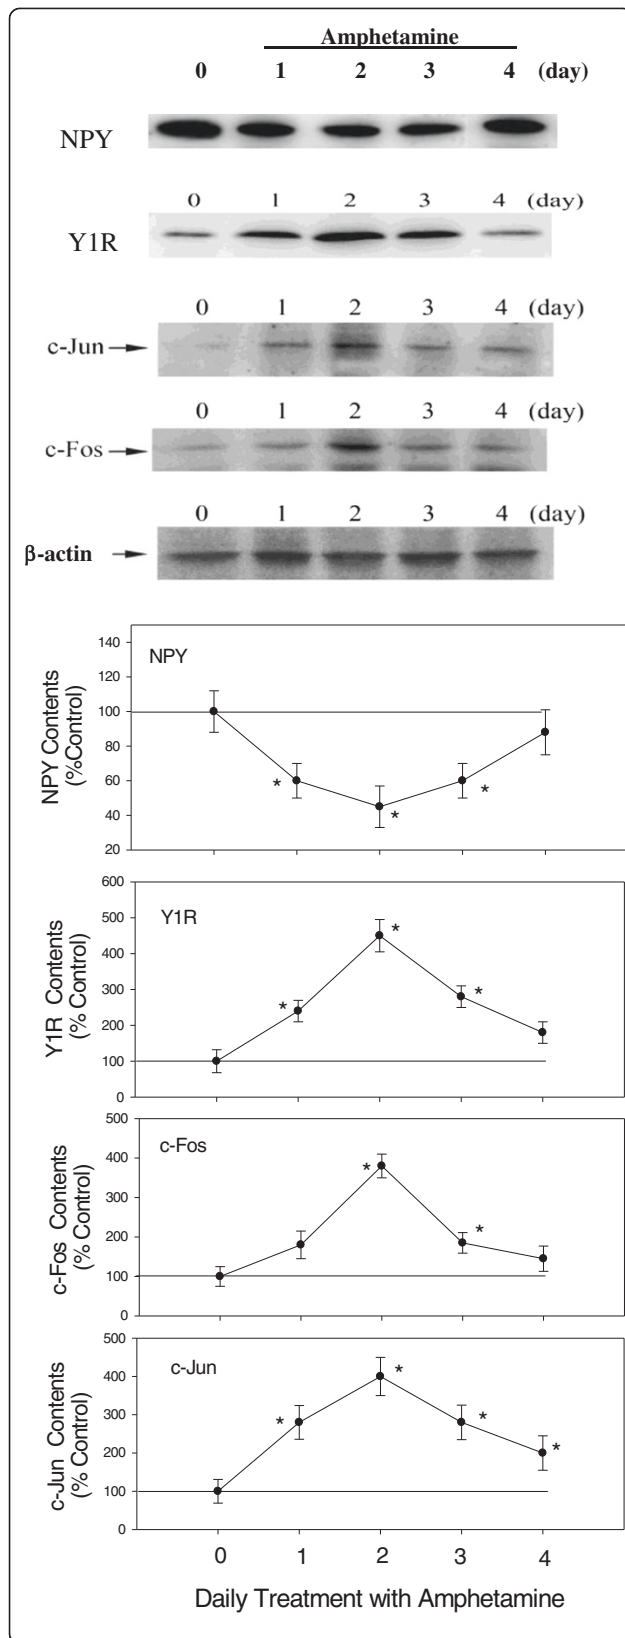 Amphetamine
0 1 2 3 4 (day)
NPY
0 1 2 3 4 (day)
Y1R
0 1 2 3 4 (day)
c-Jun
0 1 2 3 4 (day)
c-Fos
0 1 2 3 4 (day)
β-actin
NPY Contents
(%Control)
140
120
100
80
60
40
20
NPY
*
*
*
Y1R Contents
(% Control)
600
500
400
300
200
100
0
Y1R
*
*
*
c-Fos Contents
(% Control)
500
400
300
200
100
0
c-Fos
*
*
c-Jun Contents
(% Control)
500
400
300
200
100
0
c-Jun
*
*
*
*
0 1 2 3 4
Daily Treatment with Amphetamine